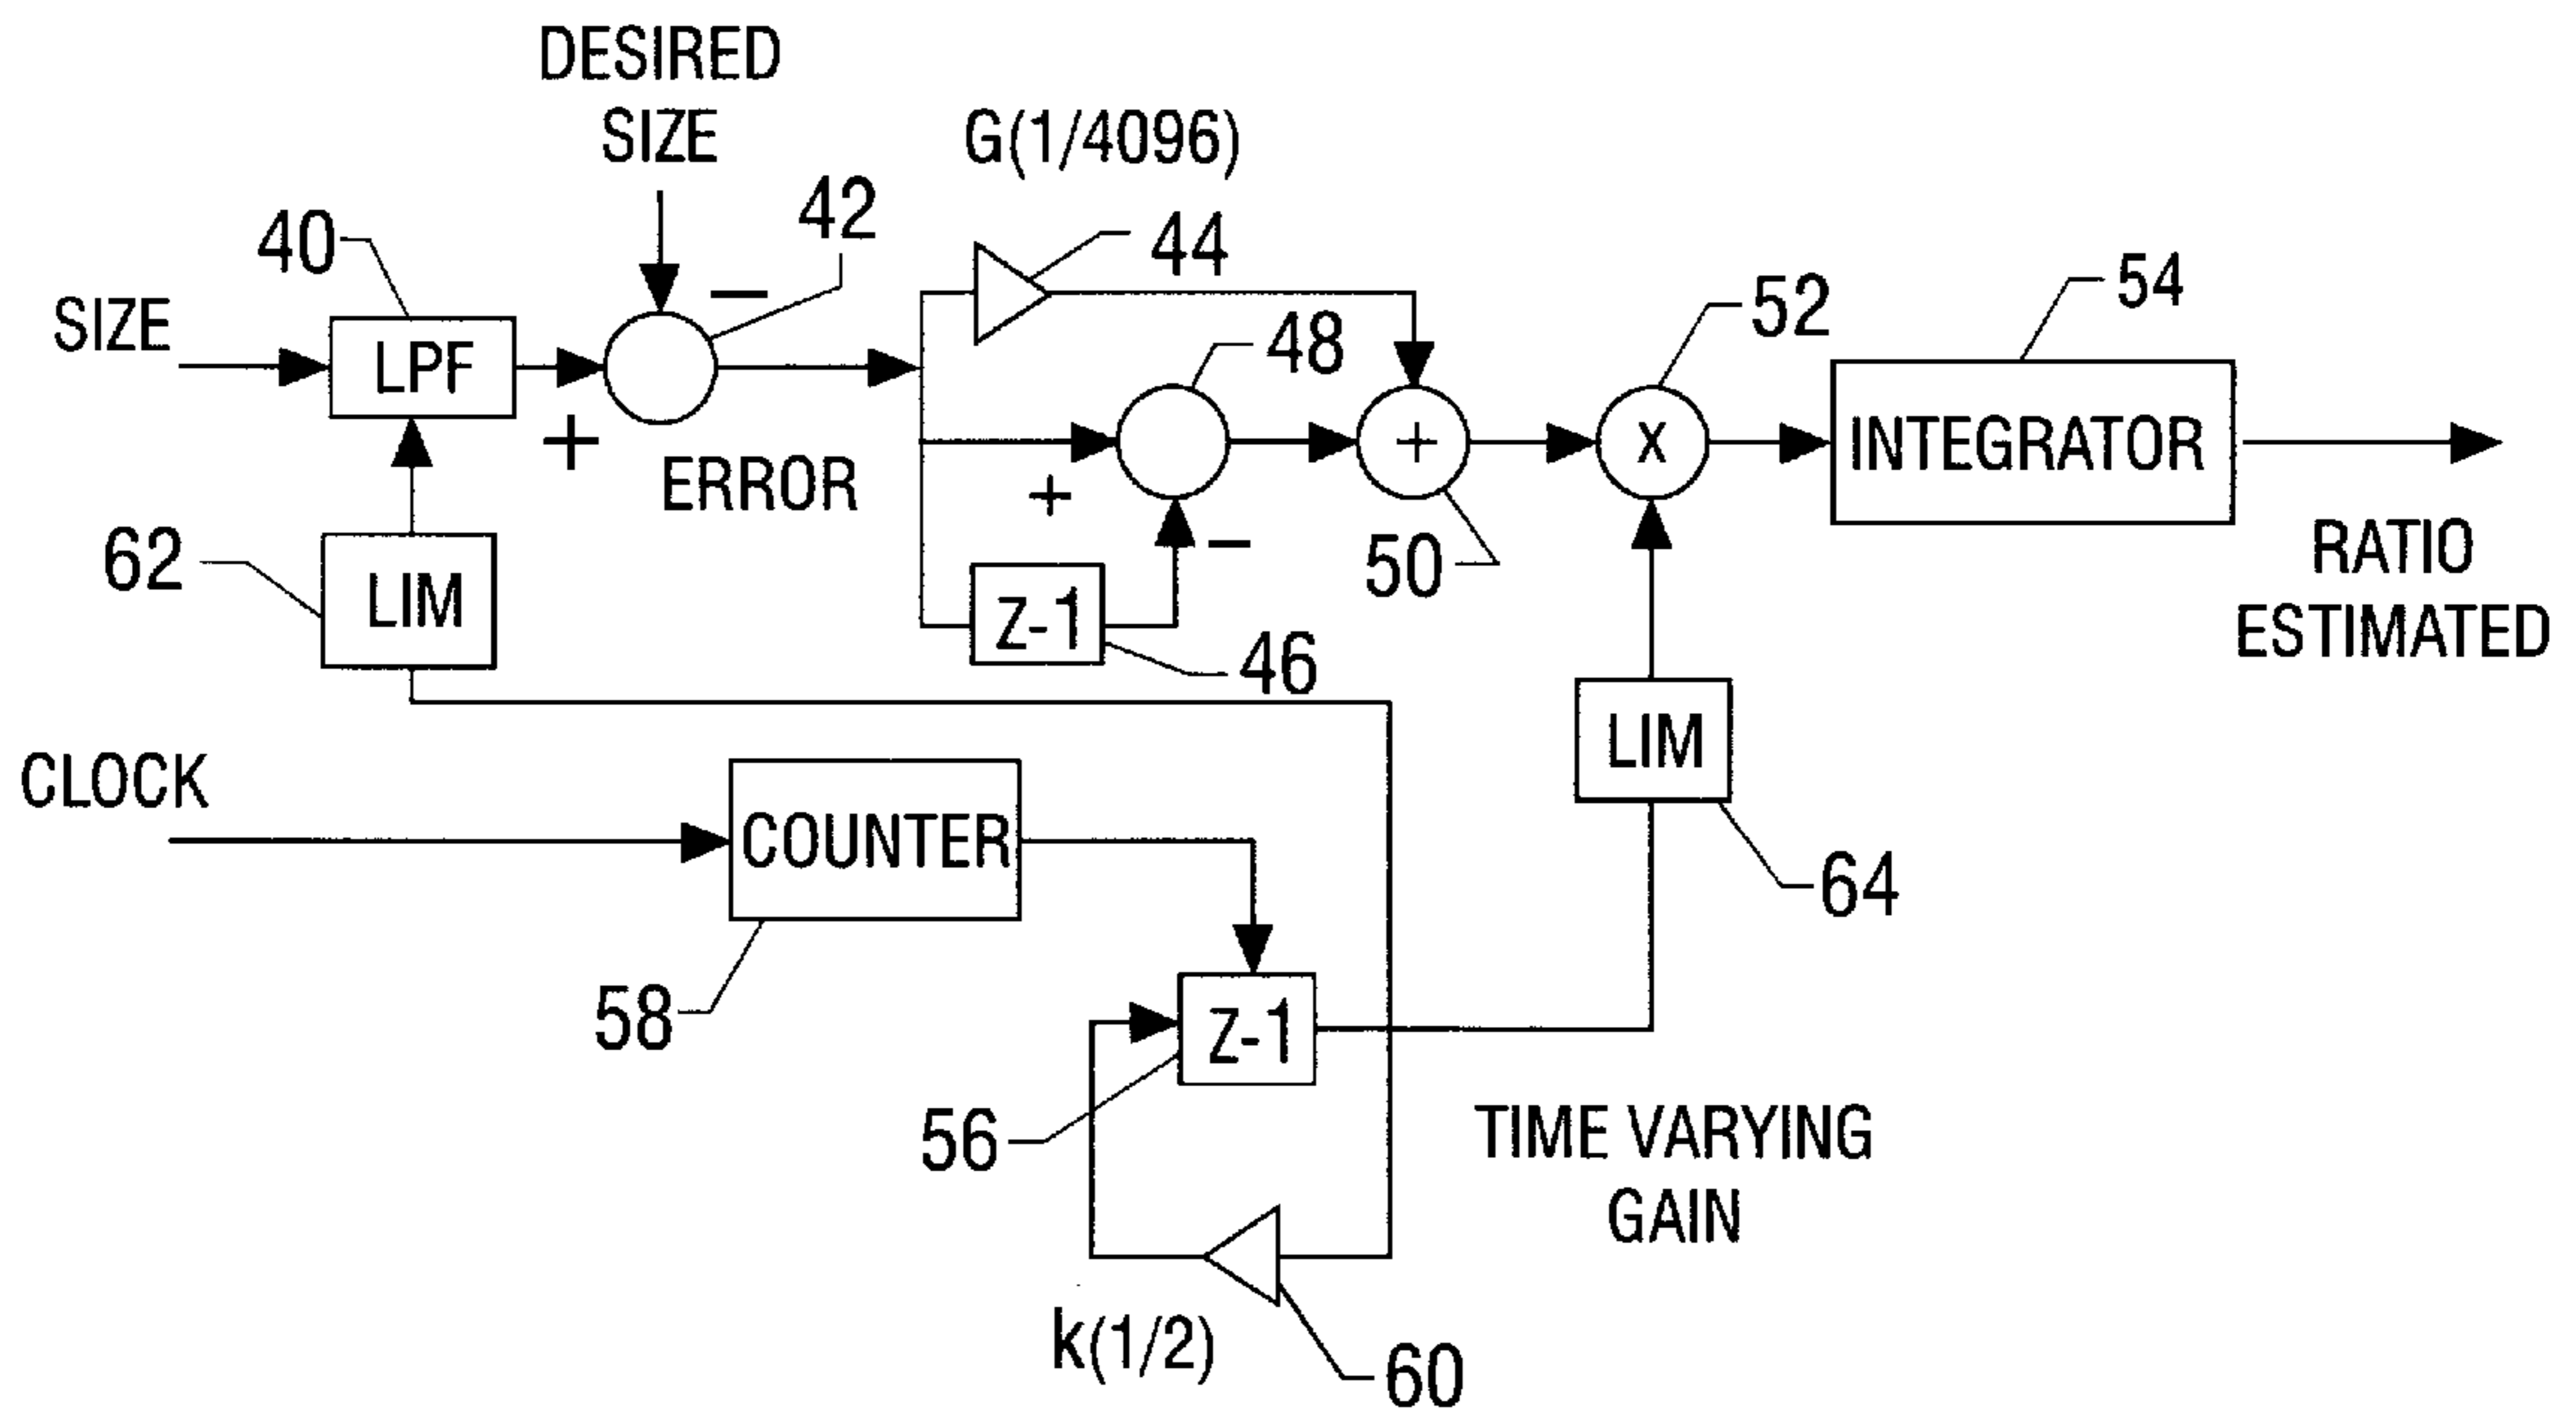 DESIRED
SIZE
G(1/4096)
40
42
44
54
SIZE
LPF
+
−
48
52
ERROR
+
−
+
x
INTEGRATOR
50
RATIO
ESTIMATED
62
LIM
Z-1
46
LIM
64
CLOCK
COUNTER
58
Z-1
56
TIME VARYING
GAIN
k(1/2)
60